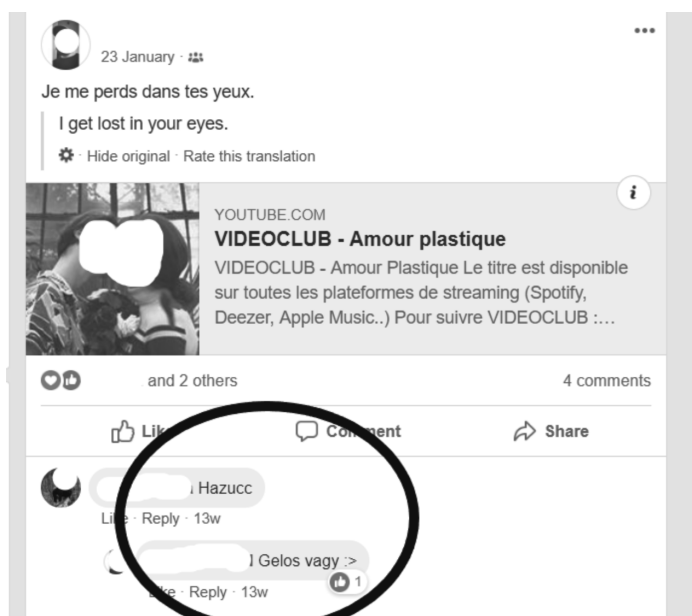 23 January
Je me perds dans tes yeux.
I get lost in your eyes.
Hide original · Rate this translation
i
YOUTUBE.COM
VIDEOCLUB - Amour plastique
VIDEOCLUB - Amour Plastique Le titre est disponible
sur toutes les plateformes de streaming (Spotify,
Deezer, Apple Music..) Pour suivre VIDEOCLUB :...
and 2 others 4 comments
Like Comment Share
Hazucc
Like · Reply · 13w
Gelos vagy :>
1
Like · Reply · 13w